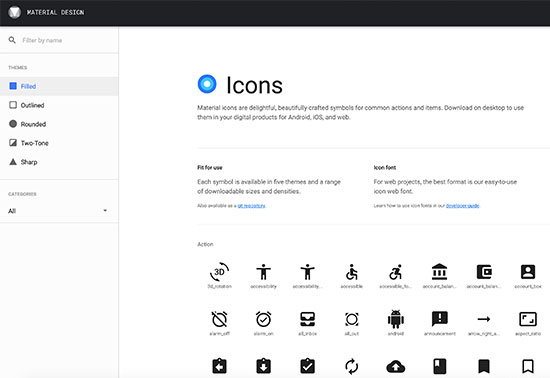 MATERIAL DESIGN
Filter by name
THEMES
Filled
Outlined
Rounded
Two-Tone
Sharp
CATEGORIES
All
Icons
Material icons are delightful, beautifully crafted symbols for common actions and items. Download on desktop to use
them in your digital products for Android, iOS, and web.
Fit for use
Each symbol is available in five themes and a range
of downloadable sizes and densities.
Also available as a git repository.
Icon font
For web projects, the best format is our easy-to-use
icon web font.
Learn how to use icon fonts in our developer guide.
Action
3D
3d_rotation accessibility accessibility... accessible accessible_fo... account_balan... account_balan... account_box
alarm_off alarm_on all_inbox all_out android announcement arrow_right_a... aspect_ratio